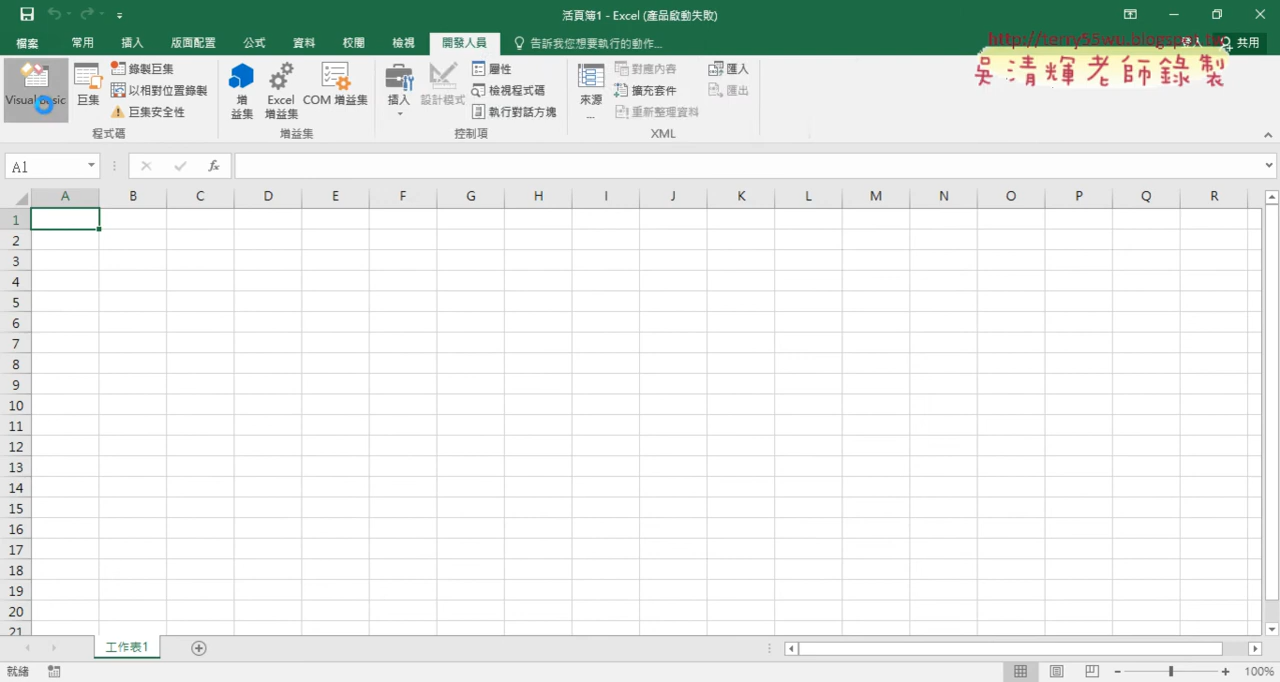 活頁簿1 - Excel (產品啟動失敗)
http://terry55wu.blogspot.tw
吳清輝老師錄製
檔案 常用 插入 版面配置 公式 資料 校閱 檢視 開發人員 告訴我您想要執行的動作... 登入 共用
Visual Basic
巨集
錄製巨集
以相對位置錄製
巨集安全性
程式碼
增益集
Excel 增益集
COM 增益集
增益集
插入
設計模式
屬性
檢視程式碼
執行對話方塊
控制項
來源
...
對應內容
擴充套件
重新整理資料
匯入
匯出
XML
A1 fx
A B C D E F G H I J K L M N O P Q R
1
2
3
4
5
6
7
8
9
10
11
12
13
14
15
16
17
18
19
20
21
工作表1
就緒 100%